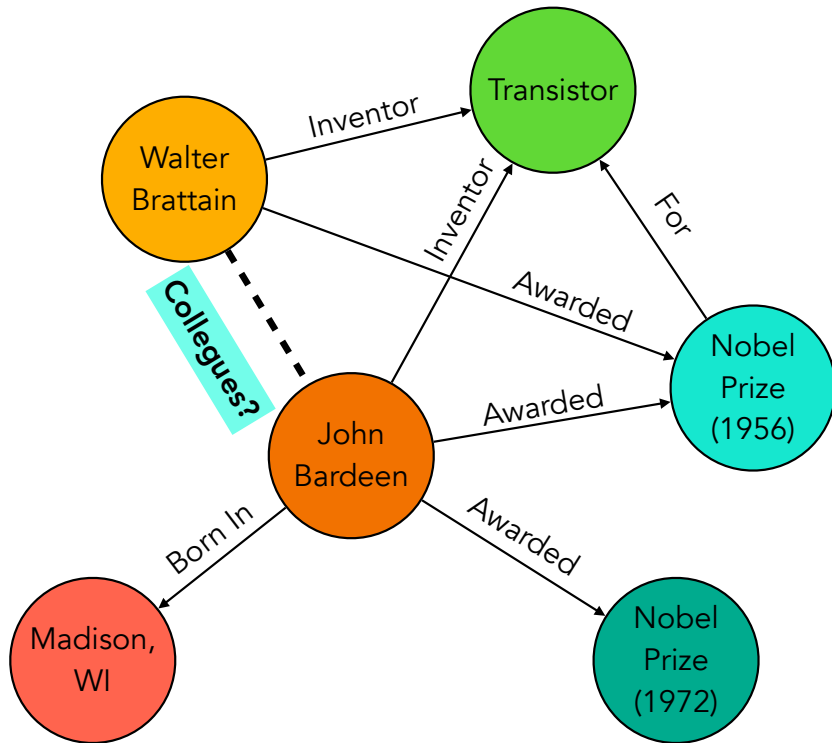 Transistor
Inventor
Walter
Brattain
Inventor
For
Awarded
Collegues?
Nobel
Prize
(1956)
Awarded
John
Bardeen
Born In
Awarded
Madison,
WI
Nobel
Prize
(1972)